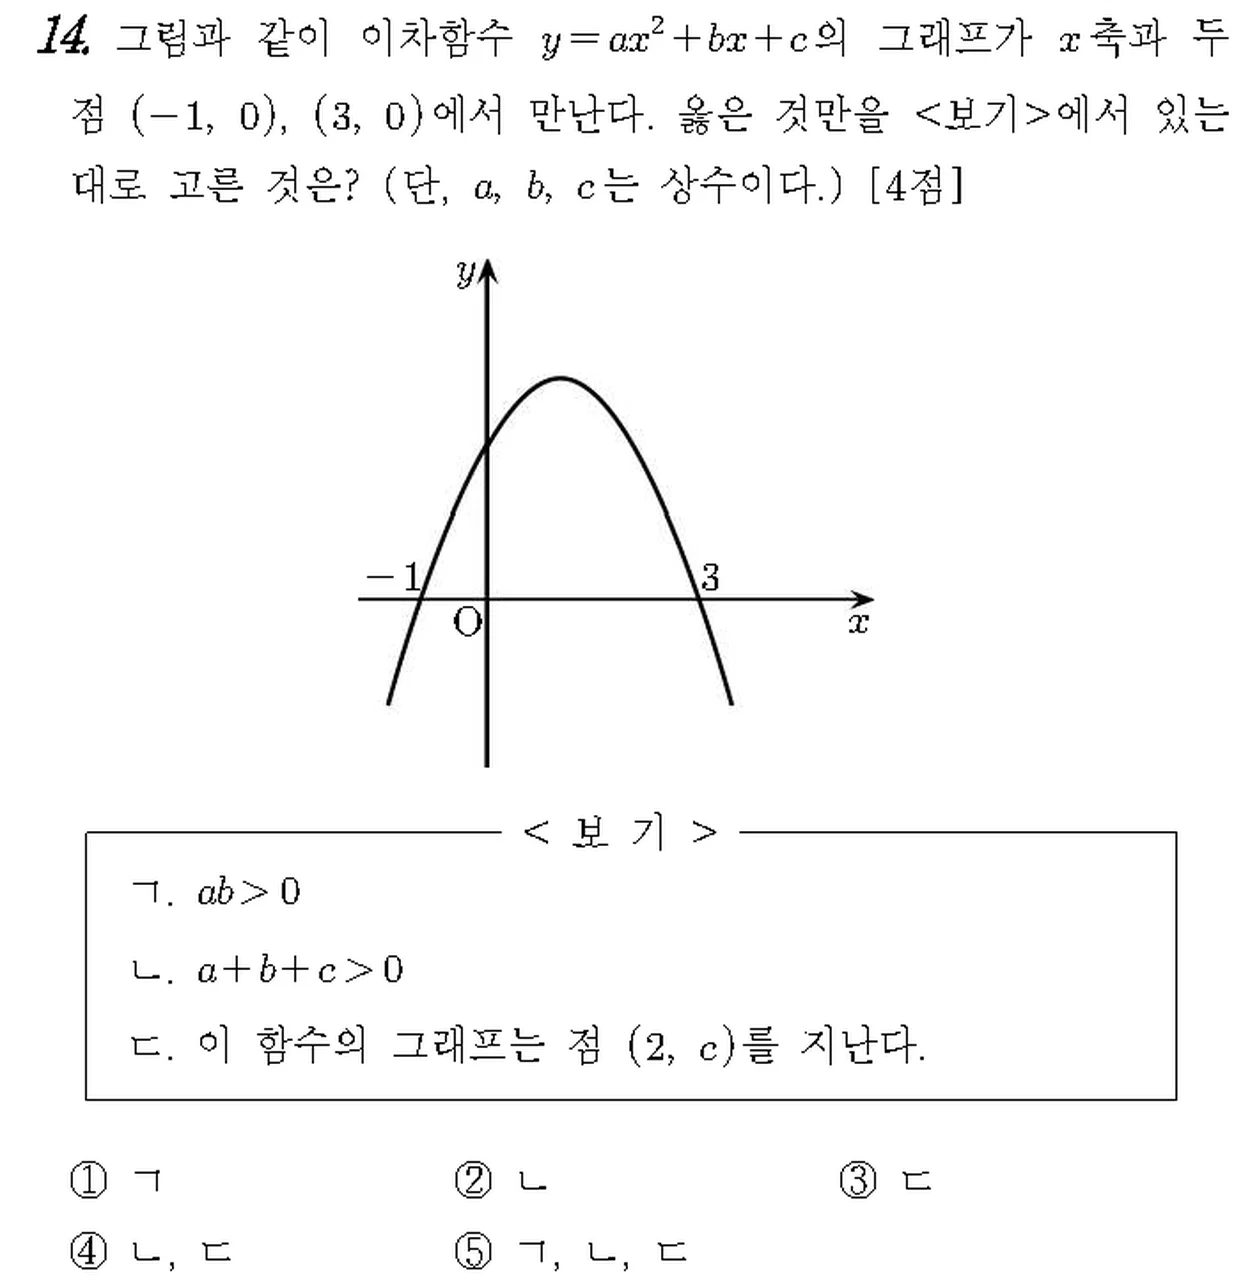 14. 그림과 같이 이차함수 y=ax²+bx+c의 그래프가 x축과 두
점 (-1, 0), (3, 0)에서 만난다. 옳은 것만을 <보기>에서 있는
대로 고른 것은? (단, a, b, c는 상수이다.) [4점]
y
-1 3
O x
< 보 기 >
ㄱ. ab>0
ㄴ. a+b+c>0
ㄷ. 이 함수의 그래프는 점 (2, c)를 지난다.
① ㄱ ② ㄴ ③ ㄷ
④ ㄴ, ㄷ ⑤ ㄱ, ㄴ, ㄷ